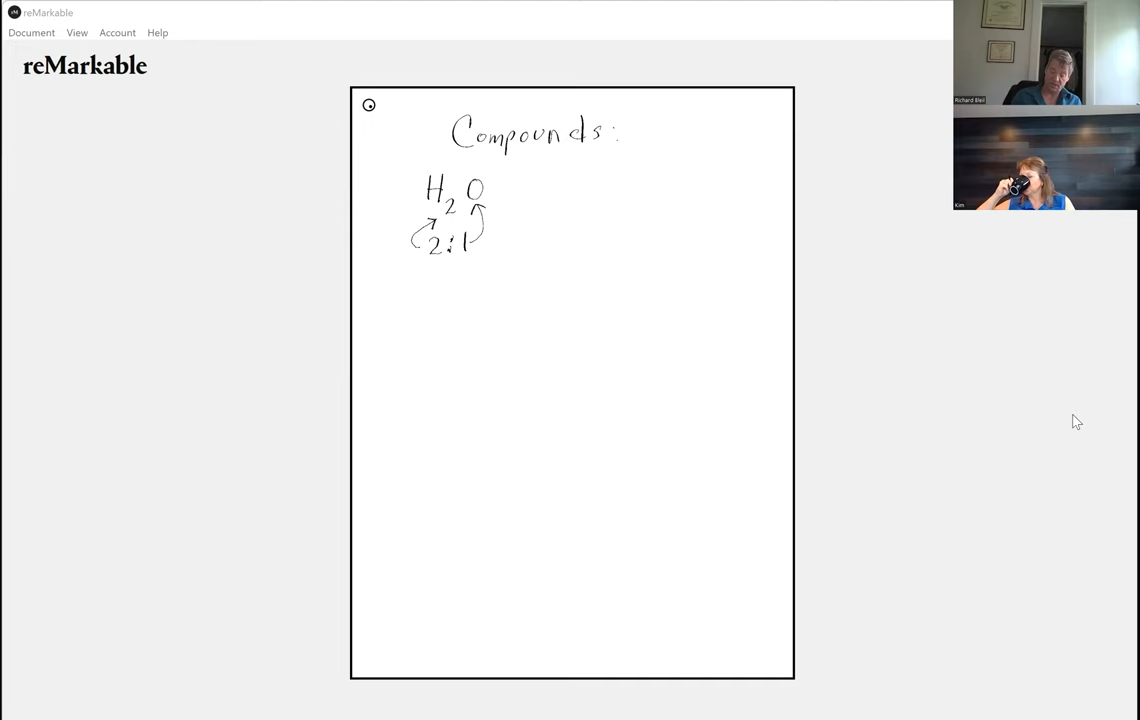 reMarkable
Document View Account Help
reMarkable
Compounds:
H₂O
2:1
Richard Bleil
Kim